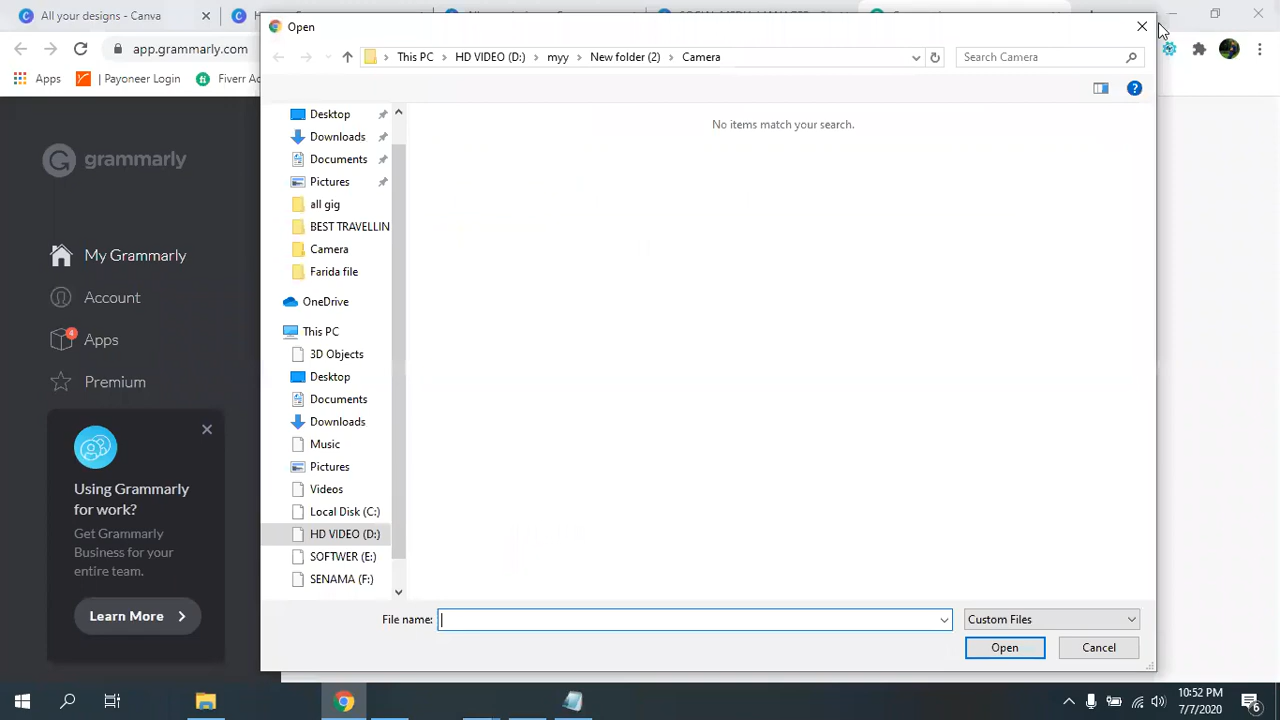 All your designs - Canva
Open
app.grammarly.com
This PC > HD VIDEO (D:) > myy > New folder (2) > Camera
Search Camera
Apps
Payoneer Login
Fiverr Ad
No items match your search.
grammarly
My Grammarly
Account
4
Apps
Premium
Using Grammarly
for work?
Get Grammarly
Business for your
entire team.
Learn More
Desktop
Downloads
Documents
Pictures
all gig
BEST TRAVELLIN
Camera
Farida file
OneDrive
This PC
3D Objects
Desktop
Documents
Downloads
Music
Pictures
Videos
Local Disk (C:)
HD VIDEO (D:)
SOFTWER (E:)
SENAMA (F:)
File name:
Custom Files
Open
Cancel
10:52 PM
7/7/2020
6